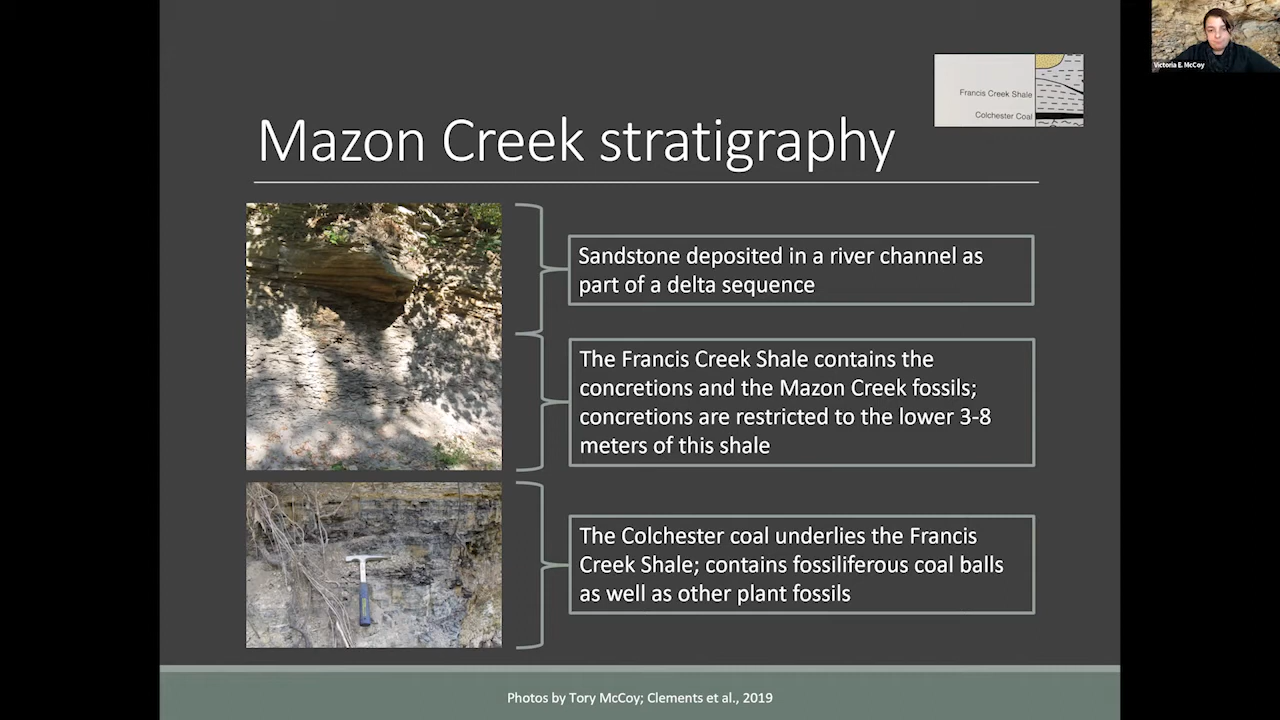 Victoria E. McCoy
Francis Creek Shale
Colchester Coal
Mazon Creek stratigraphy
Sandstone deposited in a river channel as
part of a delta sequence
The Francis Creek Shale contains the
concretions and the Mazon Creek fossils;
concretions are restricted to the lower 3-8
meters of this shale
The Colchester coal underlies the Francis
Creek Shale; contains fossiliferous coal balls
as well as other plant fossils
Photos by Tory McCoy; Clements et al., 2019